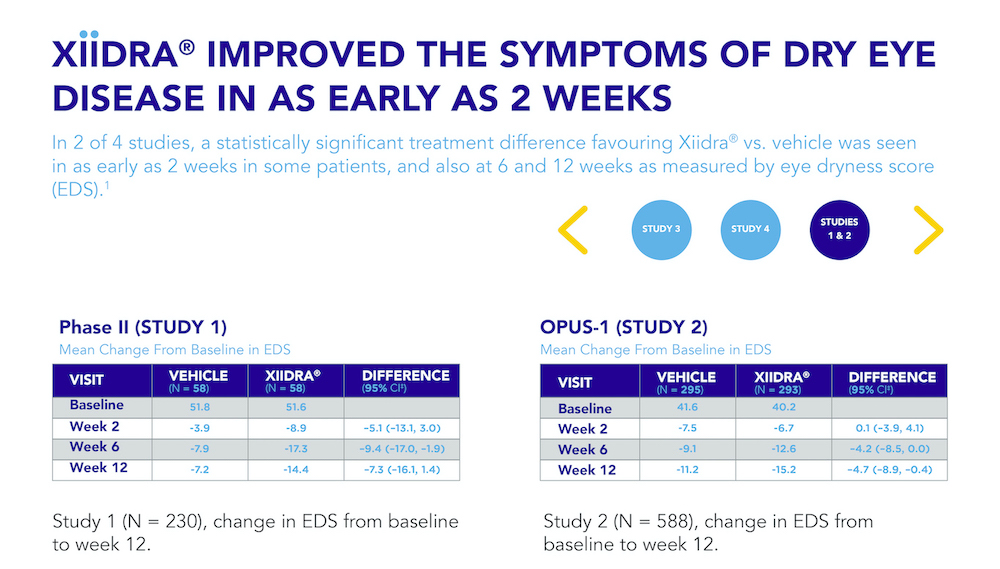 XïïDRA® IMPROVED THE SYMPTOMS OF DRY EYE
DISEASE IN AS EARLY AS 2 WEEKS
In 2 of 4 studies, a statistically significant treatment difference favouring Xiidra® vs. vehicle was seen
in as early as 2 weeks in some patients, and also at 6 and 12 weeks as measured by eye dryness score
(EDS).¹
STUDY 3
STUDY 4
STUDIES
1 & 2
Phase II (STUDY 1)
Mean Change From Baseline in EDS
VISIT VEHICLE (N = 58) XIIDRA® (N = 58) DIFFERENCE (95% CI‡)
Baseline 51.8 51.6
Week 2 -3.9 -8.9 –5.1 (–13.1, 3.0)
Week 6 -7.9 -17.3 –9.4 (–17.0, –1.9)
Week 12 -7.2 -14.4 –7.3 (–16.1, 1.4)
Study 1 (N = 230), change in EDS from baseline
to week 12.
OPUS-1 (STUDY 2)
Mean Change From Baseline in EDS
VISIT VEHICLE (N = 295) XIIDRA® (N = 293) DIFFERENCE (95% CI‡)
Baseline 41.6 40.2
Week 2 -7.5 -6.7 0.1 (–3.9, 4.1)
Week 6 -9.1 -12.6 –4.2 (–8.5, 0.0)
Week 12 -11.2 -15.2 –4.7 (–8.9, –0.4)
Study 2 (N = 588), change in EDS from
baseline to week 12.